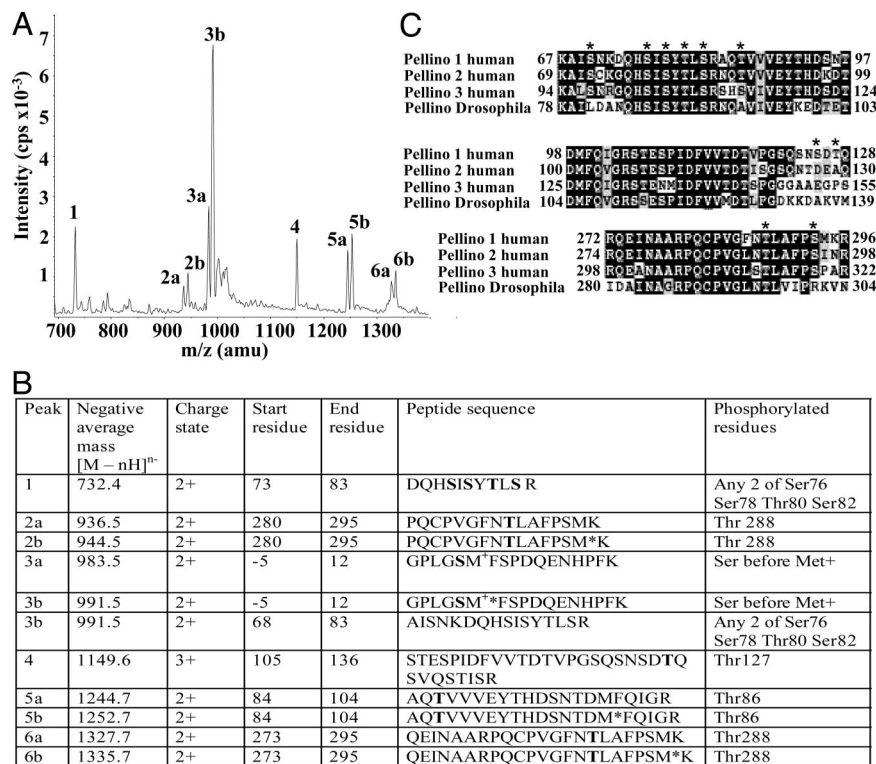 A
Intensity (cps x10-3)
7
6
5
4
3
2
1
1
2a
2b
3a
3b
4
5a
5b
6a
6b
700 800 900 1000 1100 1200 1300
m/z (amu)
C
* * * * * *
Pellino 1 human 67 KAISNKDQHSISYTLSRAQTVVVEYTHDSNT 97
Pellino 2 human 69 KAISCKGQHSISYTLSRNQTVVVEYTHDKDT 99
Pellino 3 human 94 KALSNRGQHSISYTLSRSHSVIVEYTHDSDT 124
Pellino Drosophila 78 KAILDANQHSISYTLSRNQAVIVEYKEDTET 103
* *
Pellino 1 human 98 DMFQIGRSTESPIDFVVTDTVPGSQSNSDTQ 128
Pellino 2 human 100 DMFQVGRSTESPIDFVVTDTISGSQNTDEAQ 130
Pellino 3 human 125 DMFQIGRSTENMIDFVVTDTSPGGGAAEGPS 155
Pellino Drosophila 104 DMFQVGRSSESPIDFVVMDTLPGDKKDAKVM 139
* *
Pellino 1 human 272 RQEINAARPQCPVGFNTLAFPSMKR 296
Pellino 2 human 274 RQEINAARPQCPVGLNTLAFPSINR 298
Pellino 3 human 298 RQEANAARPQCPVGLSTLAFPSPAR 322
Pellino Drosophila 280 IDAINAGRPQCPVGLNTLVIPRKVN 304
B
Peak Negative average mass [M – nH]n- Charge state Start residue End residue Peptide sequence Phosphorylated residues
1 732.4 2+ 73 83 DQHSISYTLS R Any 2 of Ser76 Ser78 Thr80 Ser82
2a 936.5 2+ 280 295 PQCPVGFNTLAFPSMK Thr 288
2b 944.5 2+ 280 295 PQCPVGFNTLAFPSM*K Thr 288
3a 983.5 2+ -5 12 GPLGSM+FSPDQENHPFK Ser before Met+
3b 991.5 2+ -5 12 GPLGSM+*FSPDQENHPFK Ser before Met+
3b 991.5 2+ 68 83 AISNKDQHSISYTLSR Any 2 of Ser76 Ser78 Thr80 Ser82
4 1149.6 3+ 105 136 STESPIDFVVTDTVPGSQSNSDTQ SVQSTISR Thr127
5a 1244.7 2+ 84 104 AQTVVVEYTHDSNTDMFQIGR Thr86
5b 1252.7 2+ 84 104 AQTVVVEYTHDSNTDM*FQIGR Thr86
6a 1327.7 2+ 273 295 QEINAARPQCPVGFNTLAFPSMK Thr288
6b 1335.7 2+ 273 295 QEINAARPQCPVGFNTLAFPSM*K Thr288